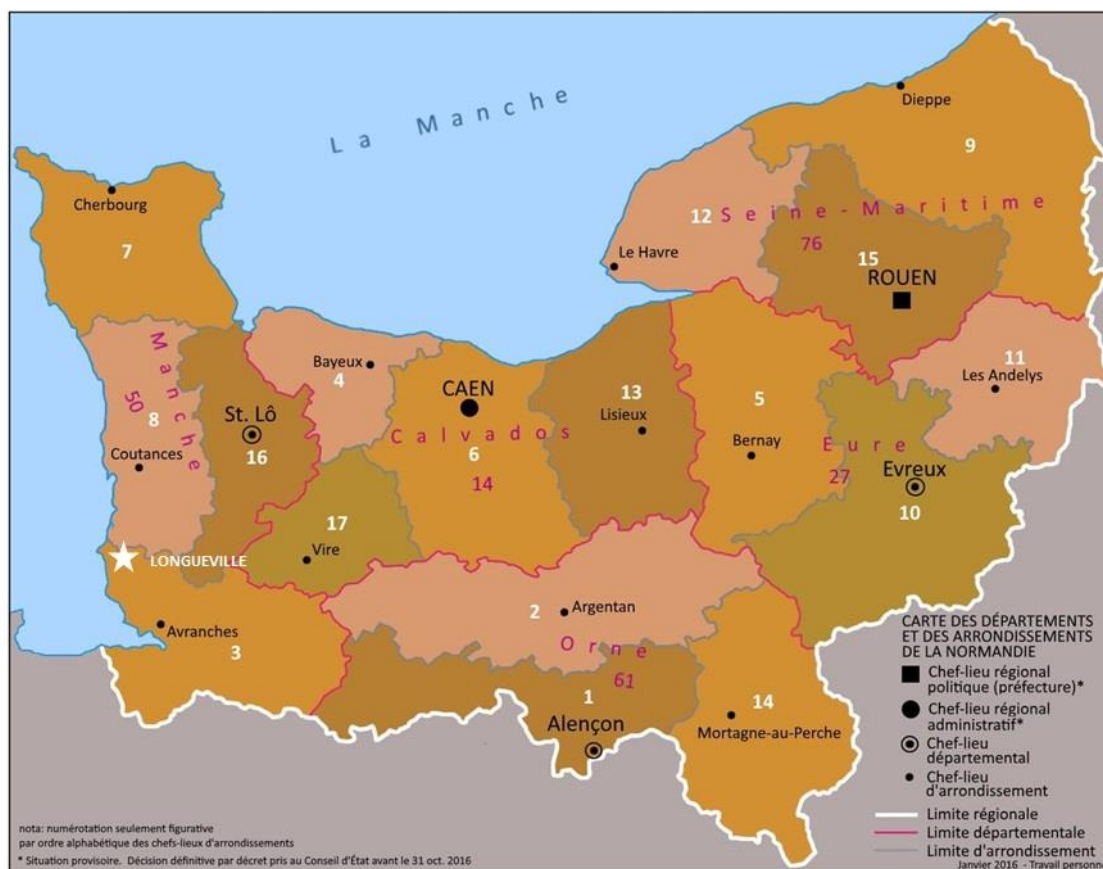 La Manche
Dieppe
9
Cherbourg
7
12
Seine-Maritime
76
Le Havre
15
ROUEN
Manche
50
8
Coutances
St. Lô
16
Bayeux
4
CAEN
Calvados
6
14
13
Lisieux
5
Bernay
11
Les Andelys
Eure
27
Evreux
10
17
Vire
LONGUEVILLE
Avranches
3
2
Argentan
Orne
61
1
Alençon
14
Mortagne-au-Perche
CARTE DES DÉPARTEMENTS
ET DES ARRONDISSEMENTS
DE LA NORMANDIE
Chef-lieu régional
politique (préfecture)*
Chef-lieu régional
administratif*
Chef-lieu
départemental
Chef-lieu
d'arrondissement
Limite régionale
Limite départementale
Limite d'arrondissement
Janvier 2016 - Travail personne
nota: numérotation seulement figurative
par ordre alphabétique des chefs-lieux d'arrondissements
* Situation provisoire. Décision définitive par décret pris au Conseil d'État avant le 31 oct. 2016